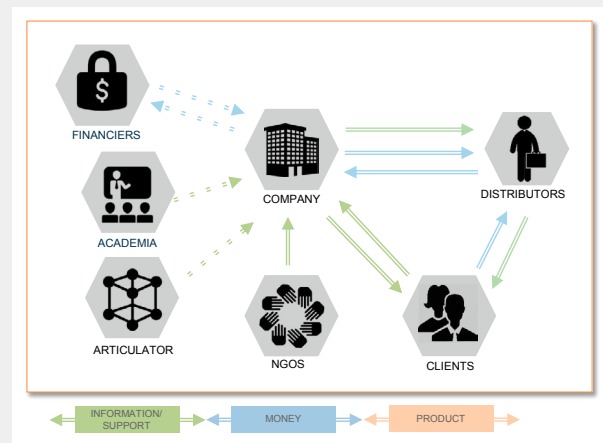 $
FINANCIERS
COMPANY
DISTRIBUTORS
ACADEMIA
ARTICULATOR
NGOS
CLIENTS
INFORMATION/
SUPPORT
MONEY
PRODUCT